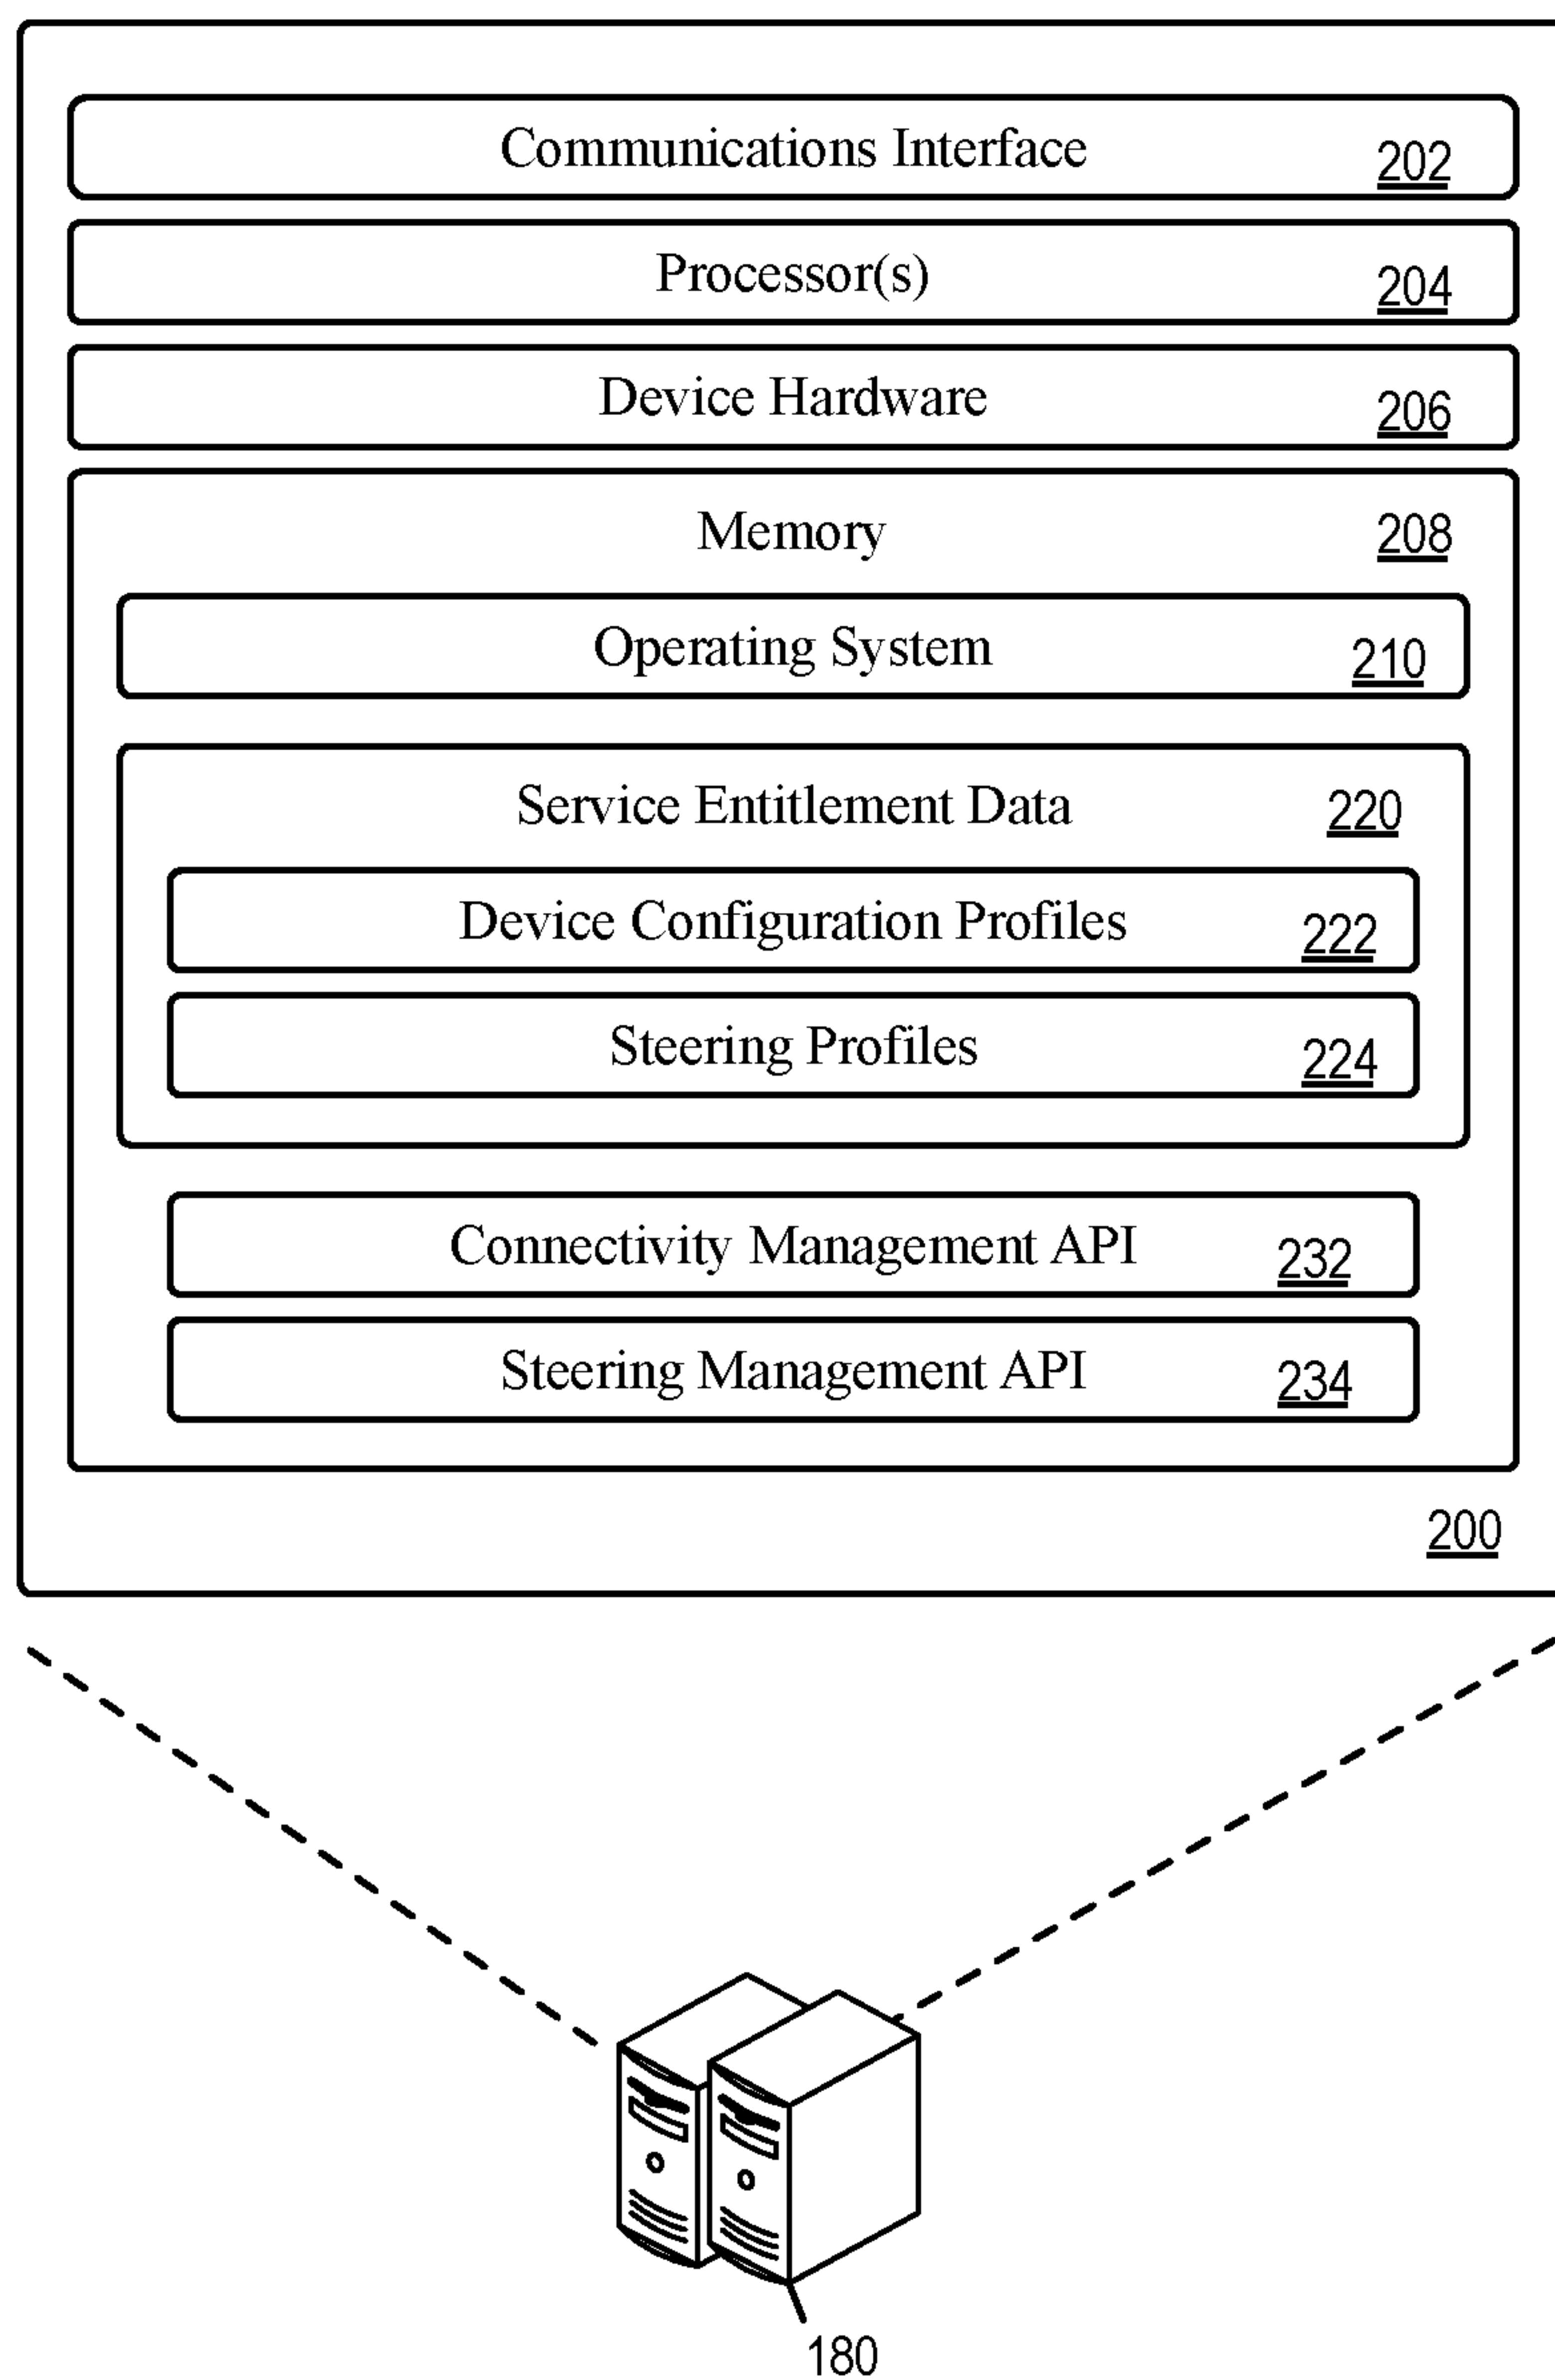 Communications Interface 202
Processor(s) 204
Device Hardware 206
Memory 208
Operating System 210
Service Entitlement Data 220
Device Configuration Profiles 222
Steering Profiles 224
Connectivity Management API 232
Steering Management API 234
200
180